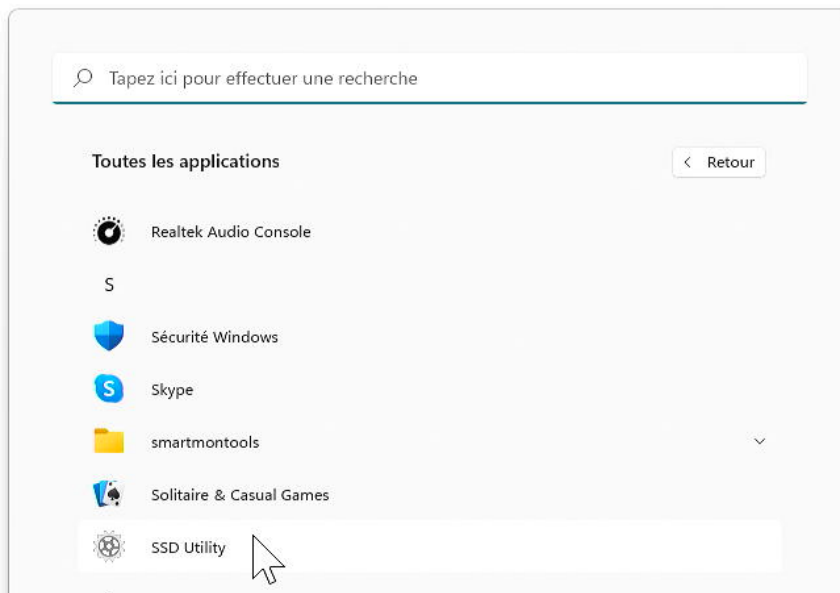 Tapez ici pour effectuer une recherche
Toutes les applications
Retour
Realtek Audio Console
S
Sécurité Windows
Skype
smartmontools
Solitaire & Casual Games
SSD Utility